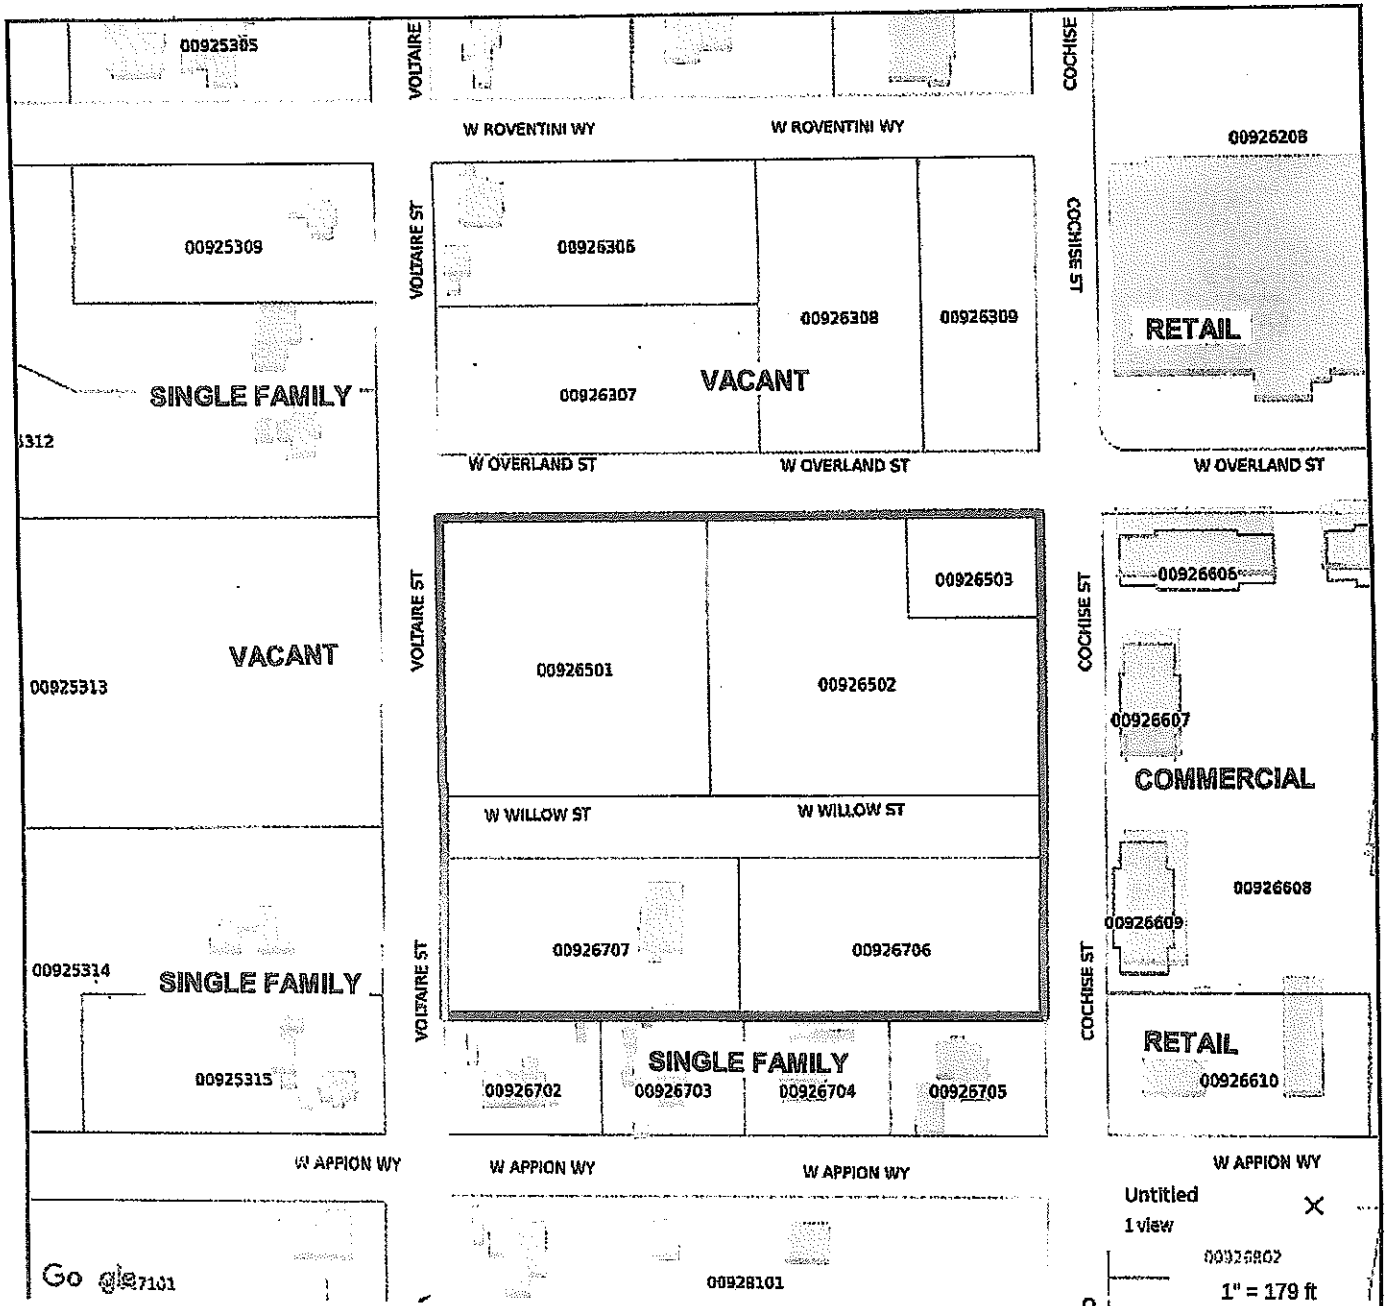 00925305
VOLTAIRE
COCHISE
W ROVENTINI WY
W ROVENTINI WY
00926208
VOLTAIRE ST
COCHISE ST
00925309
00926306
00926308
00926309
RETAIL
SINGLE FAMILY
00926307
VACANT
5312
W OVERLAND ST
W OVERLAND ST
W OVERLAND ST
VOLTAIRE ST
COCHISE ST
00926503
00926606
VACANT
00925313
00926501
00926502
00926607
COMMERCIAL
W WILLOW ST
W WILLOW ST
00926608
00926609
00925314
SINGLE FAMILY
VOLTAIRE ST
00926707
00926706
COCHISE ST
RETAIL
SINGLE FAMILY
00925315
00926702
00926703
00926704
00926705
00926610
W APPION WY
W APPION WY
W APPION WY
W APPION WY
Untitled
1 view
00926802
Google
7101
00928101
1" = 179 ft